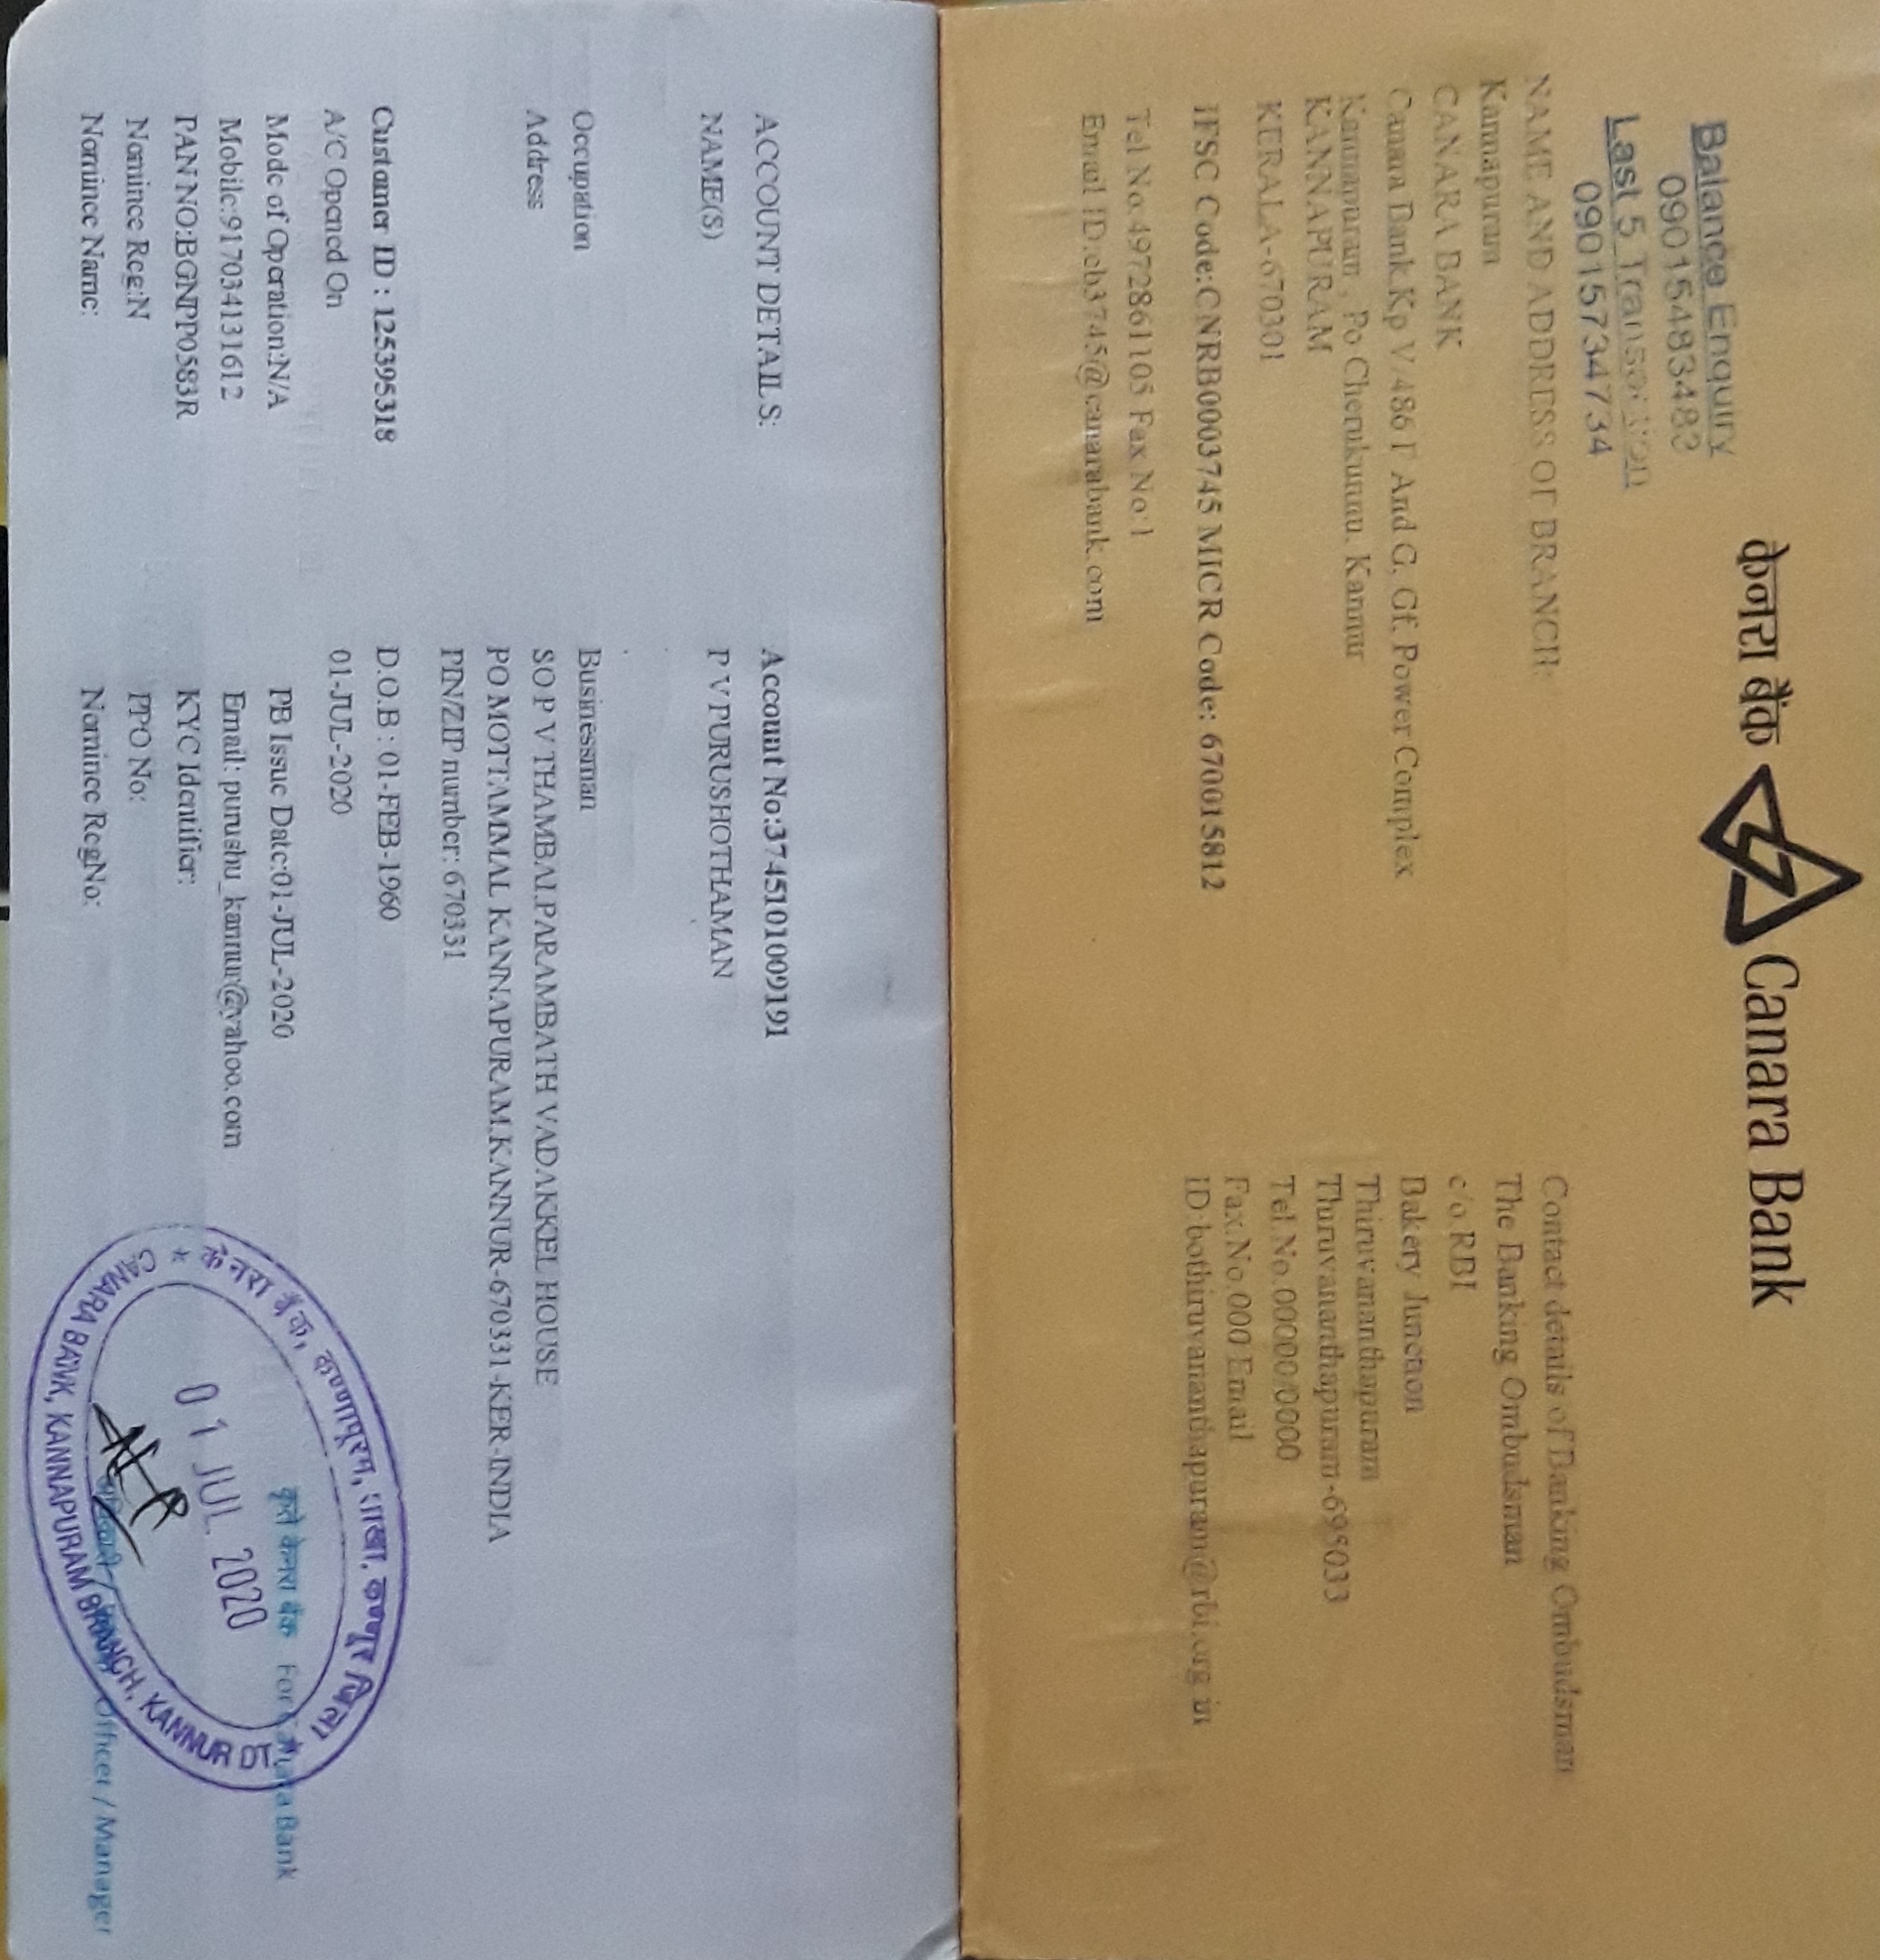 केनरा बैंक Canara Bank
Balance Enquiry
09015483483
Last 5 Transaction
09015734734
NAME AND ADDRESS OF BRANCH:
Kannapuram
CANARA BANK
Canara Bank,Kp V/486 F And G, Gf, Power Complex
Kannapuram , Po Cherukunnu, Kannur
KANNAPURAM
KERALA-670301
IFSC Code:CNRB0003745 MICR Code: 670015812
Tel No:4972861105 Fax No:1
Email ID:cb3745@canarabank.com
Contact details of Banking Ombudsman
The Banking Ombudsman
c/o RBI
Bakery Junction
Thiruvananthapuram
Thiruvananthapuram-695033
Tel.No.00000/0000
Fax.No.000 Email
ID:bothiruvananthapuram@rbi.org.in
ACCOUNT DETAILS: Account No:3745101009191
NAME(S) P V PURUSHOTHAMAN
Occupation Businessman
Address SO P V THAMBAI,PARAMBATH VADAKKEL HOUSE
PO MOTTAMMAL KANNAPURAM,KANNUR-670331-KER-INDIA
PIN/ZIP number: 670331
Customer ID : 125395318 D.O.B : 01-FEB-1960
A/C Opened On 01-JUL-2020
Mode of Operation:N/A PB Issue Date:01-JUL-2020
Mobile:917034131612 Email: purushu_kannur@yahoo.com
PAN NO:BGNPP0583R KYC Identifier:
Nominee Reg:N PPO No:
Nominee Name: Nominee RegNo:
कृते केनरा बैंक For Canara Bank
केनरा बैंक, कण्णापुरम, शाखा, कण्णूर जिला
01 JUL 2020
CANARA BANK, KANNAPURAM BRANCH, KANNUR DT.
Officer / Manager